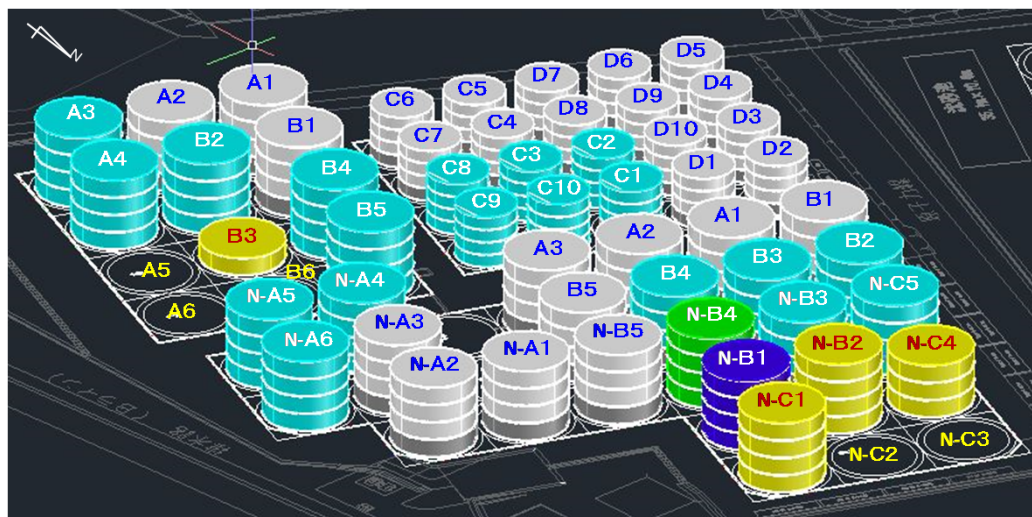 N
A3
A2
A1
A4
B2
B1
B4
B5
B3
A5
B6
A6
C6
C5
D7
D6
D5
C7
C4
D8
D9
D4
C8
C3
C2
D10
D3
C9
C10
C1
D1
D2
A3
A2
A1
B1
B5
B4
B3
B2
N-A5
N-A4
N-A6
N-A3
N-A2
N-A1
N-B5
N-B4
N-B3
N-C5
N-B1
N-B2
N-C4
N-C1
N-C2
N-C3